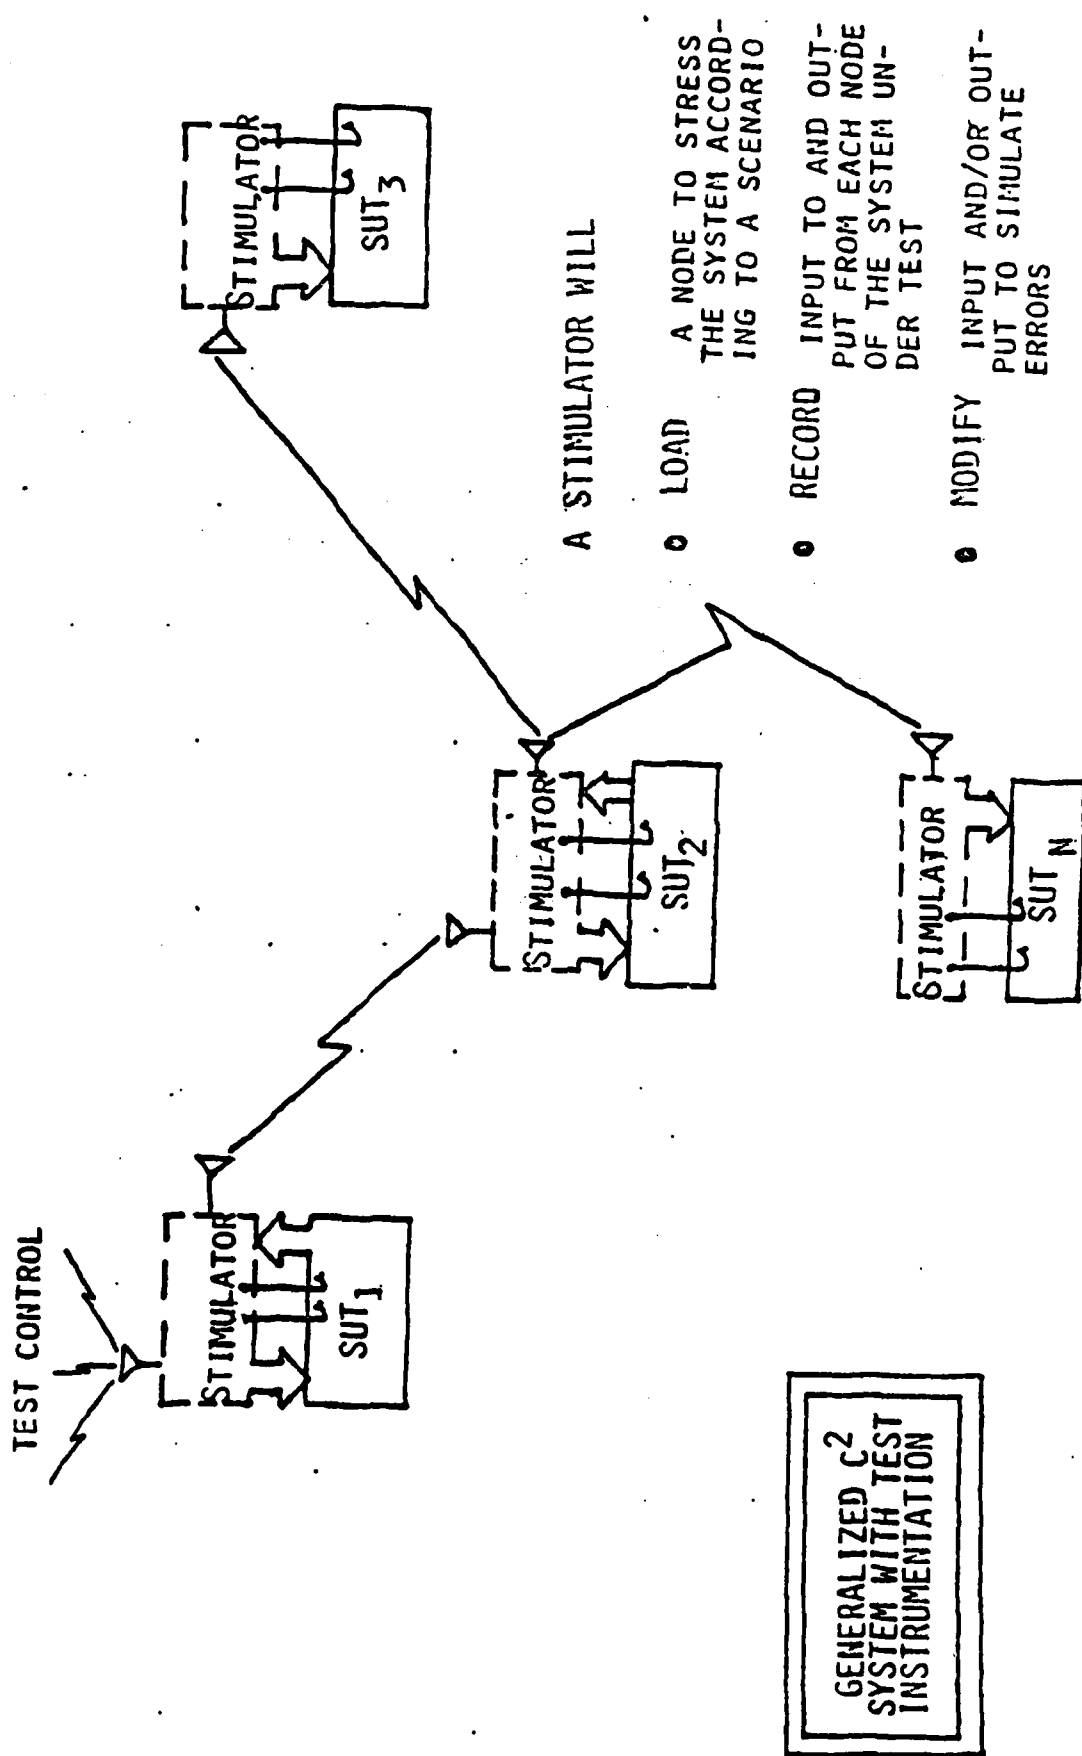 TEST CONTROL
STIMULATOR
SUT1
STIMULATOR
SUT2
STIMULATOR
SUT3
STIMULATOR
SUTN
A STIMULATOR WILL
LOAD A NODE TO STRESS
THE SYSTEM ACCORD-
ING TO A SCENARIO
RECORD INPUT TO AND OUT-
PUT FROM EACH NODE
OF THE SYSTEM UN-
DER TEST
MODIFY INPUT AND/OR OUT-
PUT TO SIMULATE
ERRORS
GENERALIZED C2
SYSTEM WITH TEST
INSTRUMENTATION